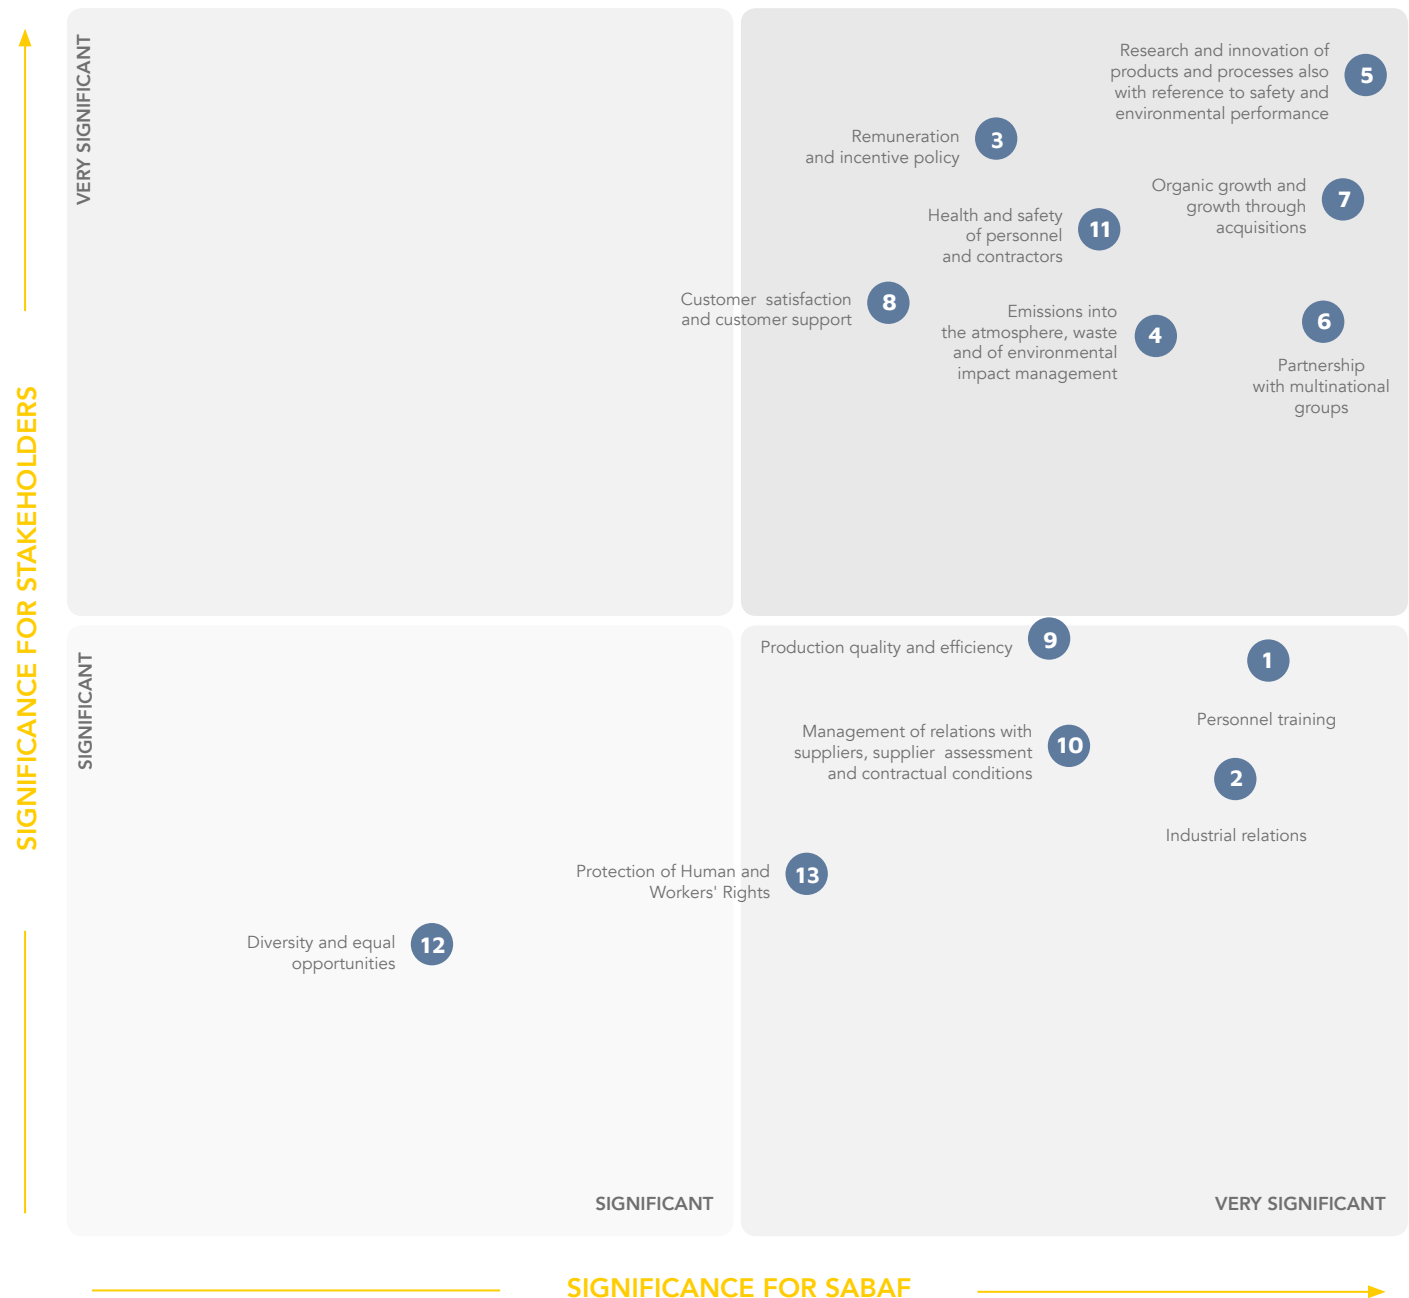 VERY SIGNIFICANT
Research and innovation of
products and processes also
with reference to safety and
environmental performance
5
Remuneration
and incentive policy
3
Organic growth and
growth through
acquisitions
7
Health and safety
of personnel
and contractors
11
Customer  satisfaction
and customer support
8
Emissions into
the atmosphere, waste
and of environmental
impact management
4
6
Partnership
with multinational
groups
SIGNIFICANCE FOR STAKEHOLDERS
SIGNIFICANT
Production quality and efficiency
9
1
Personnel training
Management of relations with
suppliers, supplier  assessment
and contractual conditions
10
2
Industrial relations
Protection of Human and
Workers' Rights
13
Diversity and equal
opportunities
12
SIGNIFICANT
VERY SIGNIFICANT
SIGNIFICANCE FOR SABAF